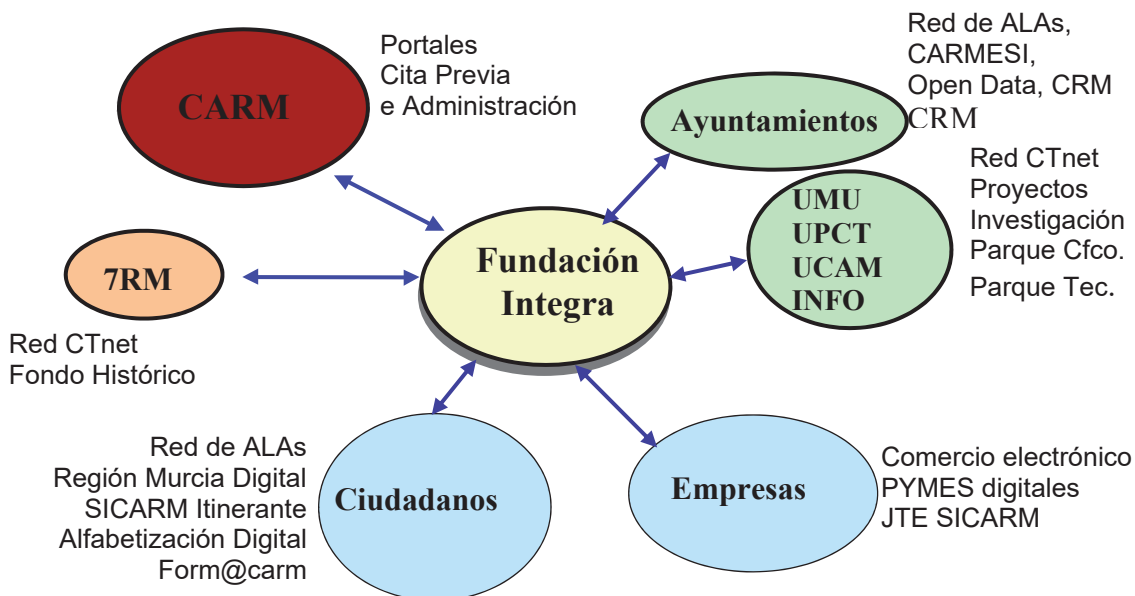 CARM
Portales
Cita Previa
e Administración
Red de ALAs,
CARMESI,
Open Data, CRM
CRM
Ayuntamientos
Red CTnet
Proyectos
Investigación
Parque Cfco.
Parque Tec.
UMU
UPCT
UCAM
INFO
Fundación
Integra
7RM
Red CTnet
Fondo Histórico
Red de ALAs
Región Murcia Digital
SICARM Itinerante
Alfabetización Digital
Form@carm
Ciudadanos
Empresas
Comercio electrónico
PYMES digitales
JTE SICARM